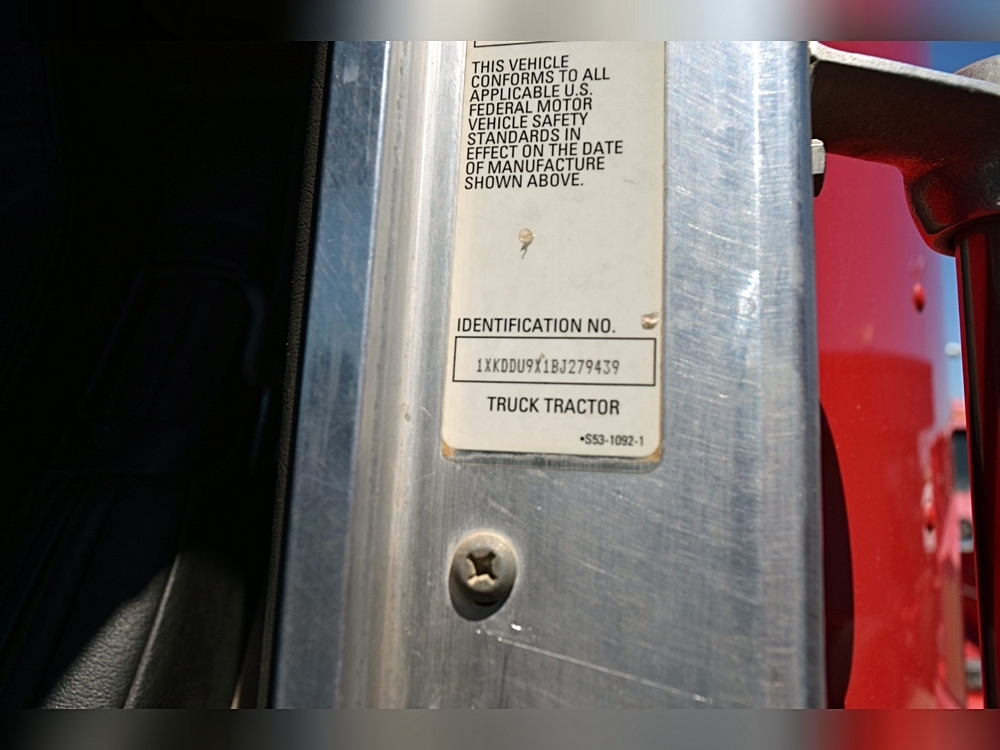 THIS VEHICLE
CONFORMS TO ALL
APPLICABLE U.S.
FEDERAL MOTOR
VEHICLE SAFETY
STANDARDS IN
EFFECT ON THE DATE
OF MANUFACTURE
SHOWN ABOVE.
IDENTIFICATION NO.
1XKDDU9X1BJ279439
TRUCK TRACTOR
•S53-1092-1